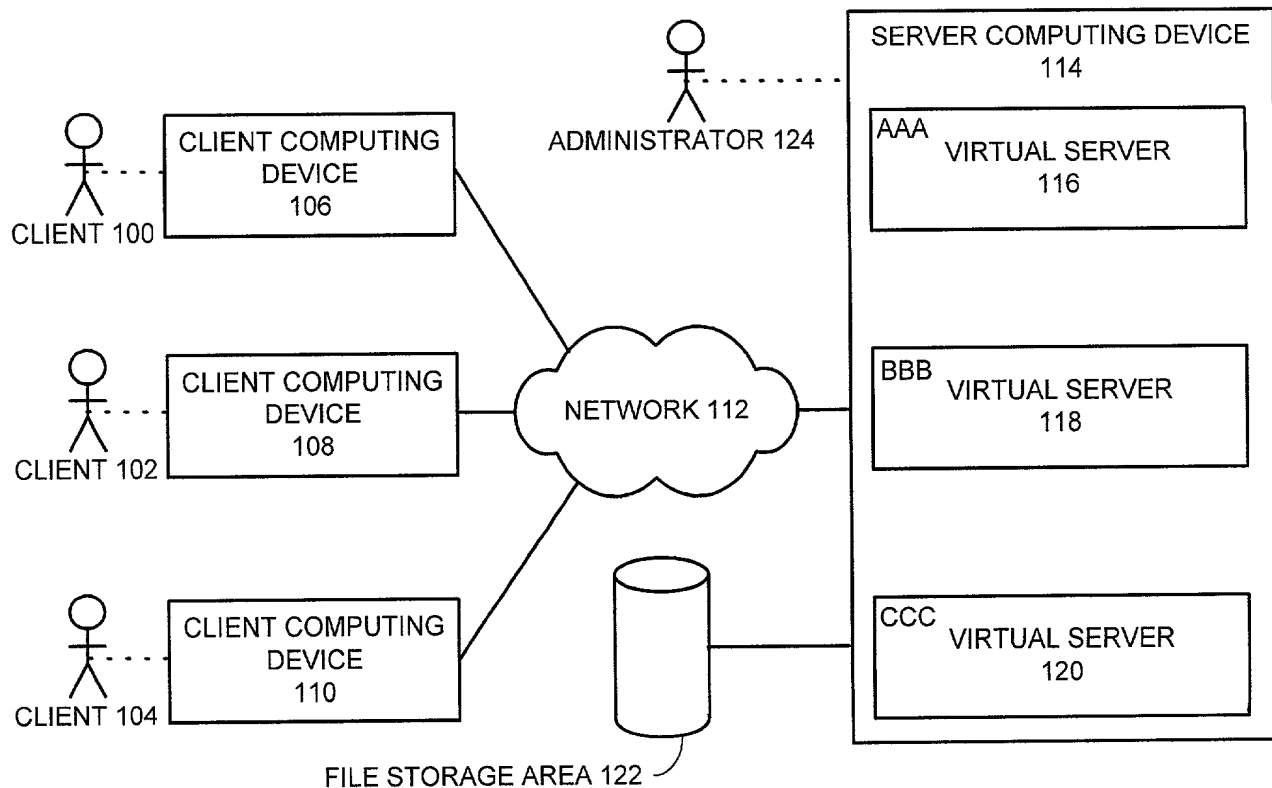 SERVER COMPUTING DEVICE
114
ADMINISTRATOR 124
AAA
VIRTUAL SERVER
116
CLIENT COMPUTING
DEVICE
106
CLIENT 100
CLIENT COMPUTING
DEVICE
108
CLIENT 102
NETWORK 112
BBB
VIRTUAL SERVER
118
CLIENT COMPUTING
DEVICE
110
CLIENT 104
CCC
VIRTUAL SERVER
120
FILE STORAGE AREA 122